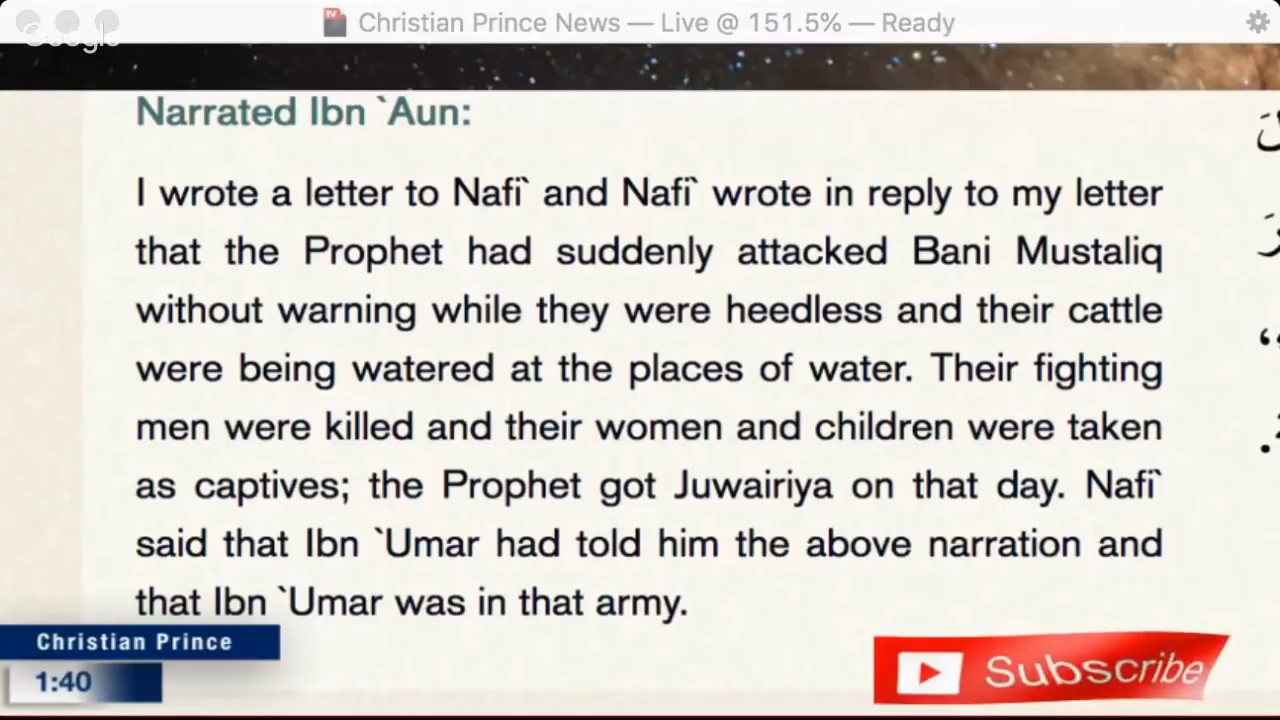 Christian Prince News — Live @ 151.5% — Ready
Google
Narrated Ibn `Aun:
I wrote a letter to Nafi` and Nafi` wrote in reply to my letter
that the Prophet had suddenly attacked Bani Mustaliq
without warning while they were heedless and their cattle
were being watered at the places of water. Their fighting
men were killed and their women and children were taken
as captives; the Prophet got Juwairiya on that day. Nafi`
said that Ibn `Umar had told him the above narration and
that Ibn `Umar was in that army.
Christian Prince
1:40
Subscribe